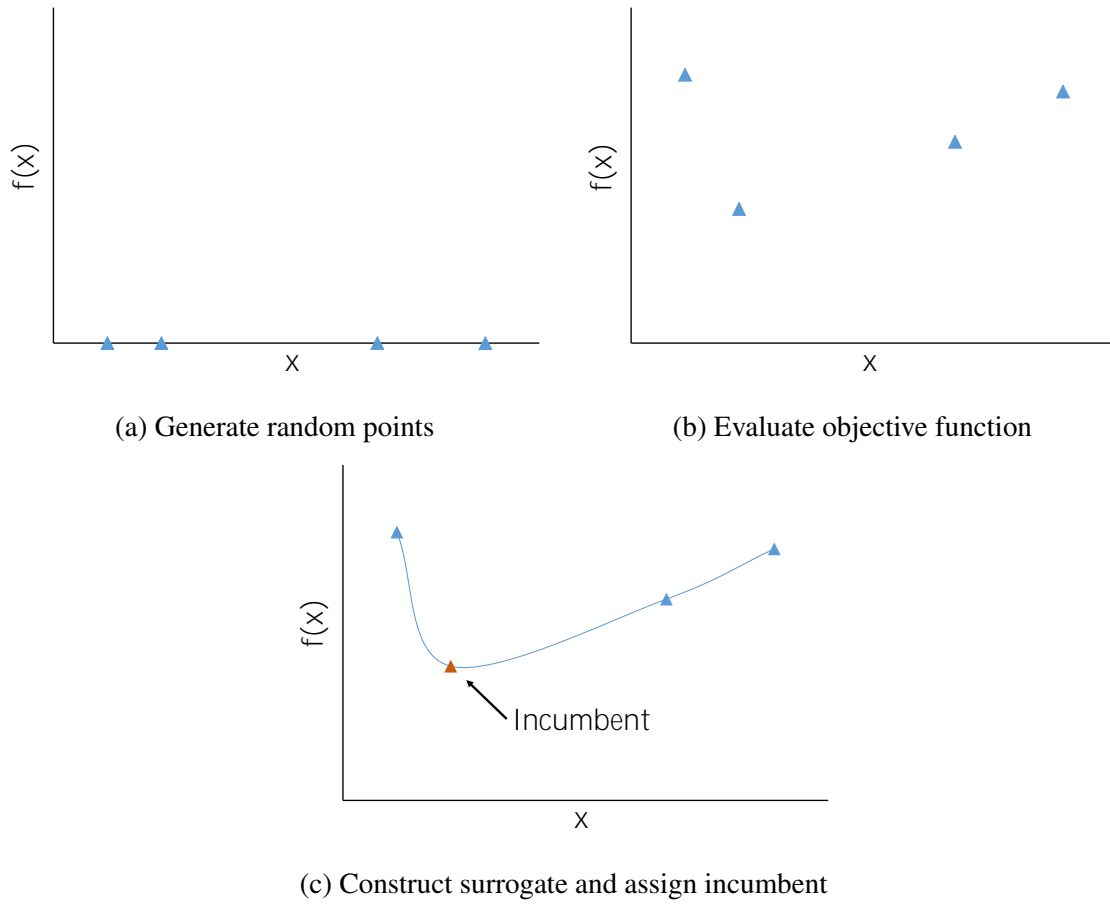 f(x)
x
(a) Generate random points
f(x)
x
(b) Evaluate objective function
f(x)
Incumbent
x
(c) Construct surrogate and assign incumbent